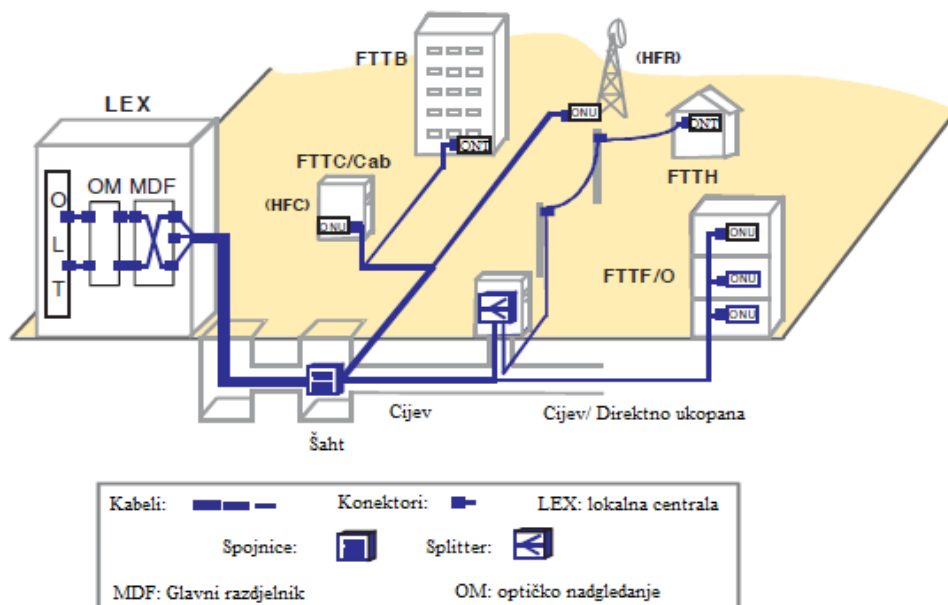 FTTB
(HFR)
LEX
ONU
ONT
ONT
FTTC/Cab
OM MDF
FTTH
(HFC)
O
L
T
ONU
ONU
FTTF/O
ONU
ONU
Cijev
Cijev/ Direktno ukopana
Šaht
Kabeli:
Konektori:
LEX: lokalna centrala
Spojnice:
Splitter:
MDF: Glavni razdjelnik
OM: optičko nadgledanje